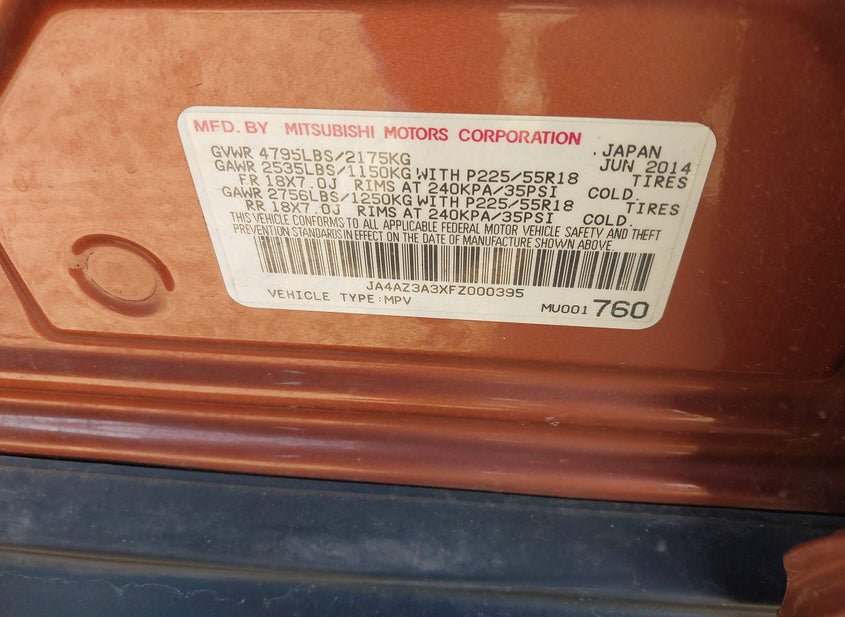 MFD. BY MITSUBISHI MOTORS CORPORATION JAPAN
GVWR 4795LBS/2175KG JUN 2014
GAWR 2535LBS/1150KG WITH P225/55R18 TIRES
FR 18X7.0J RIMS AT 240KPA/35PSI COLD.
GAWR 2756LBS/1250KG WITH P225/55R18 TIRES
RR 18X7.0J RIMS AT 240KPA/35PSI COLD.
THIS VEHICLE CONFORMS TO ALL APPLICABLE FEDERAL MOTOR VEHICLE SAFETY AND THEFT
PREVENTION STANDARDS IN EFFECT ON THE DATE OF MANUFACTURE SHOWN ABOVE.
JA4AZ3A3XFZ000395
VEHICLE TYPE:MPV
MU001760